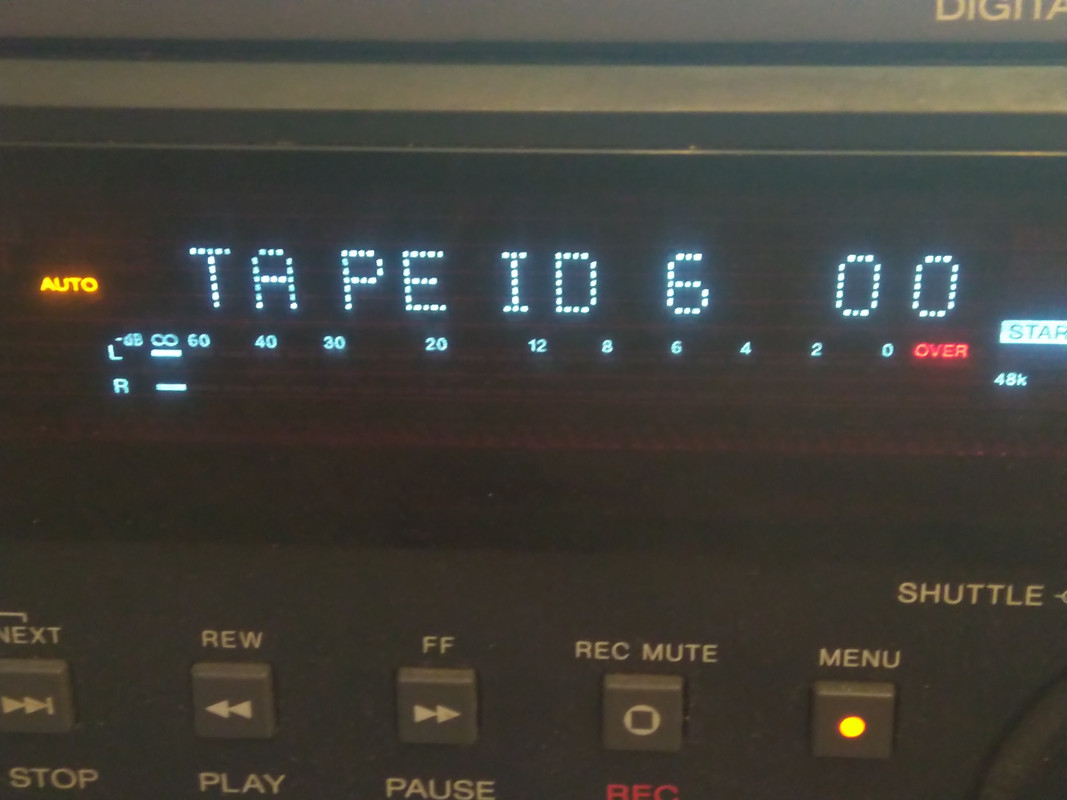 DIGITA
AUTO
TAPE ID 6 00
-dB ∞ 60 40 30 20 12 8 6 4 2 0 OVER
L
STAR
R
48k
SHUTTLE
NEXT REW FF REC MUTE MENU
STOP PLAY PAUSE REC